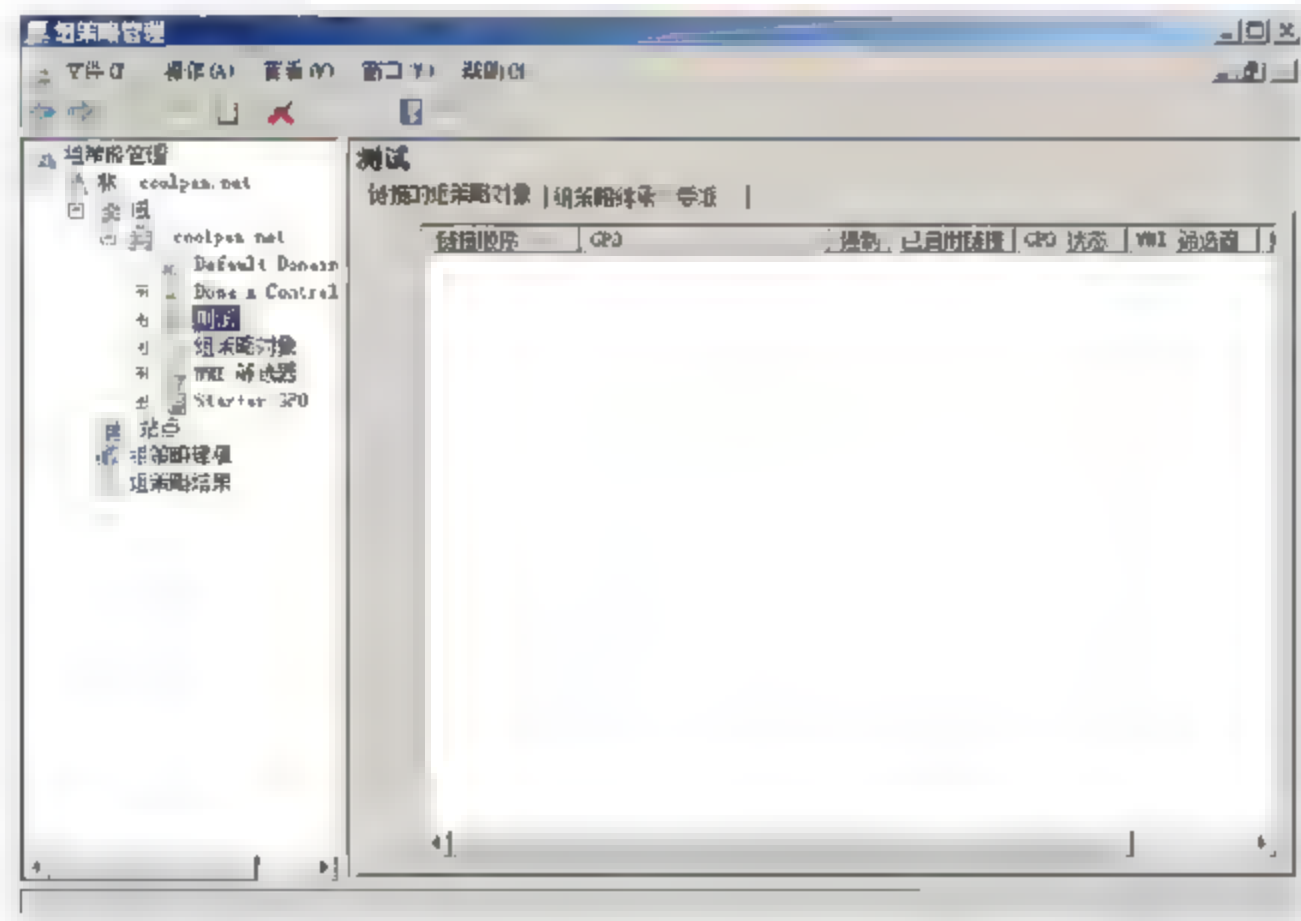 组策略管理
文件(F) 操作(A) 查看(V) 窗口(W) 帮助(H)
组策略管理
林: coolpen.net
域
coolpen.net
Default Domain
Domain Control
测试
组策略对象
WMI 筛选器
Starter GPO
站点
组策略建模
组策略结果
测试
链接的组策略对象 组策略继承 委派
链接顺序 GPO 强制 已启用链接 GPO 状态 WMI 筛选器